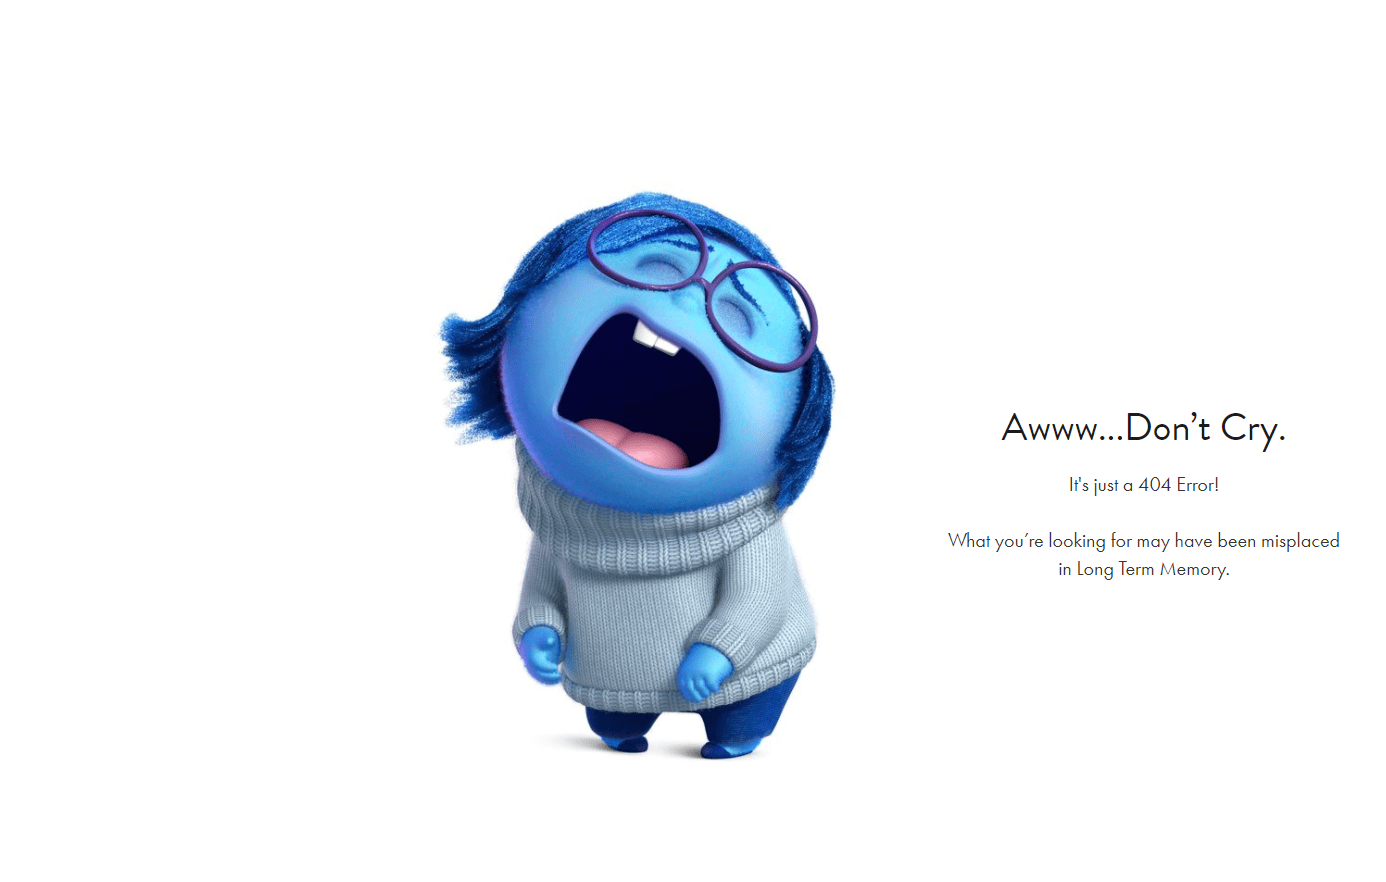 Awww...Don’t Cry.
It's just a 404 Error!
What you’re looking for may have been misplaced
in Long Term Memory.